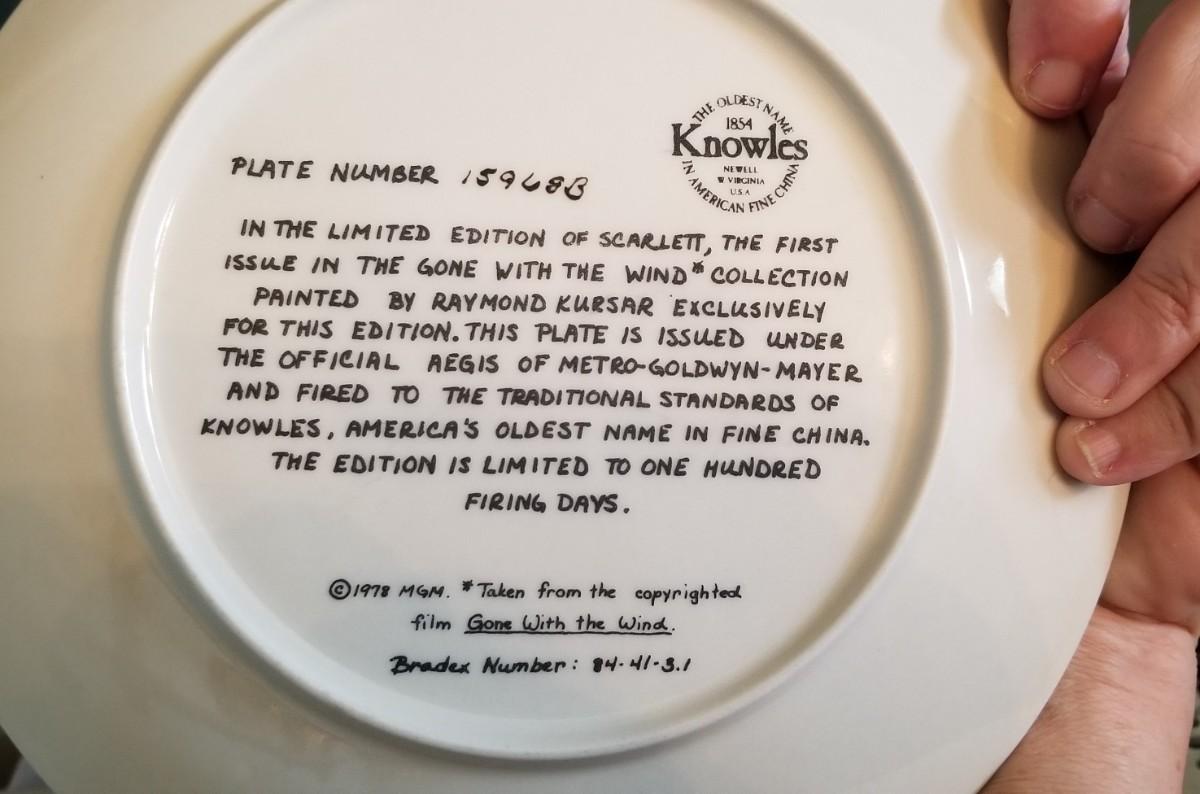 THE OLDEST NAME
1854
Knowles
NEWELL
W VIRGINIA
U.S.A
IN AMERICAN FINE CHINA
PLATE NUMBER 15968B
IN THE LIMITED EDITION OF SCARLETT, THE FIRST
ISSUE IN THE GONE WITH THE WIND* COLLECTION
PAINTED BY RAYMOND KURSAR EXCLUSIVELY
FOR THIS EDITION. THIS PLATE IS ISSUED UNDER
THE OFFICIAL AEGIS OF METRO-GOLDWYN-MAYER
AND FIRED TO THE TRADITIONAL STANDARDS OF
KNOWLES, AMERICA'S OLDEST NAME IN FINE CHINA.
THE EDITION IS LIMITED TO ONE HUNDRED
FIRING DAYS.
©1978 MGM. *Taken from the copyrighted
film Gone With the Wind.
Bradex Number: 84-41-3.1